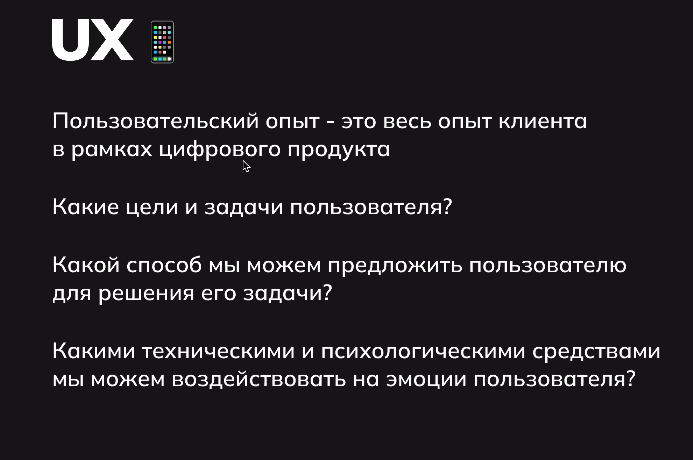 UX
Пользовательский опыт - это весь опыт клиента
в рамках цифрового продукта
Какие цели и задачи пользователя?
Какой способ мы можем предложить пользователю
для решения его задачи?
Какими техническими и психологическими средствами
мы можем воздействовать на эмоции пользователя?